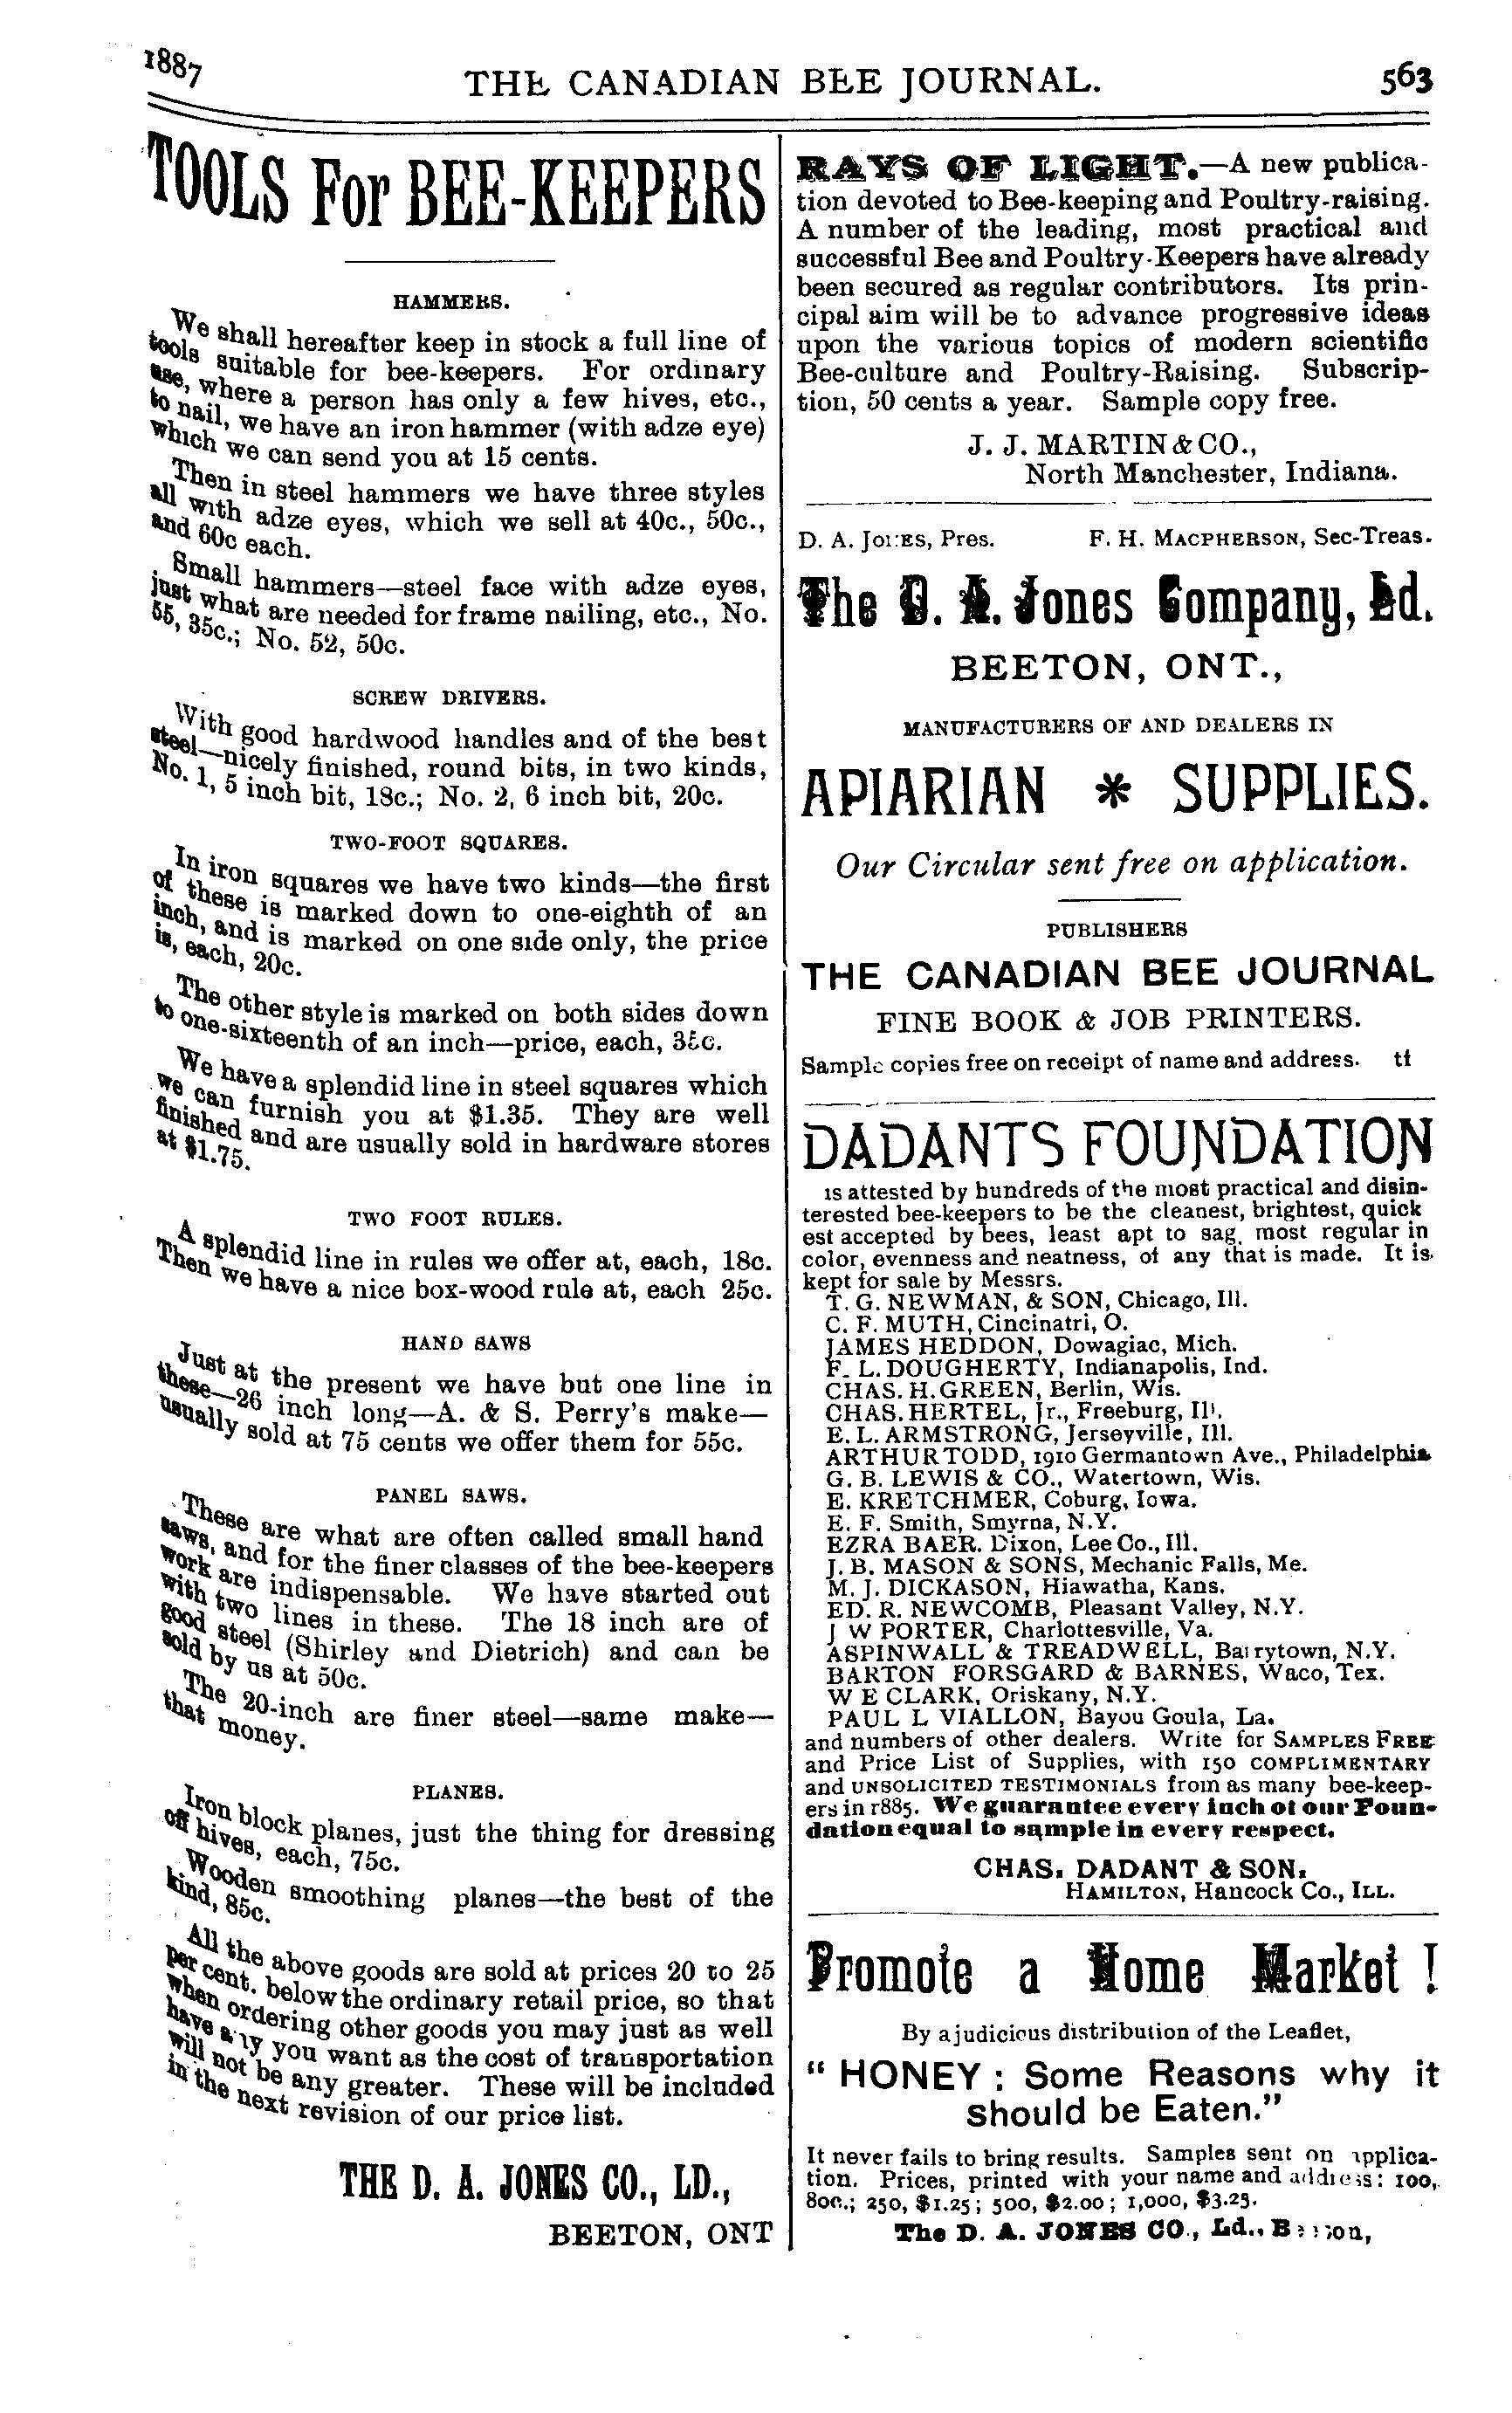 1887
THE CANADIAN BEE JOURNAL.
563
TOOLS For BEE-KEEPERS
HAMMERS.
We shall hereafter keep in stock a full line of
tools suitable for bee-keepers. For ordinary
use, where a person has only a few hives, etc.,
to nail, we have an iron hammer (with adze eye)
which we can send you at 15 cents.
Then in steel hammers we have three styles
all with adze eyes, which we sell at 40c., 50c.,
and 60c each.
Small hammers—steel face with adze eyes,
just what are needed for frame nailing, etc., No.
55, 35c.; No. 52, 50c.
SCREW DRIVERS.
With good hardwood handles and of the best
steel—nicely finished, round bits, in two kinds,
No. 1, 5 inch bit, 18c.; No. 2, 6 inch bit, 20c.
TWO-FOOT SQUARES.
In iron squares we have two kinds—the first
of these is marked down to one-eighth of an
inch, and is marked on one side only, the price
is, each, 20c.
The other style is marked on both sides down
to one-sixteenth of an inch—price, each,
We have a splendid line in steel squares which
we can furnish you at $1.35. They are well
finished and are usually sold in hardware stores
at $1.75.
TWO FOOT RULES.
A splendid line in rules we offer at, each, 18c.
Then we have a nice box-wood rule at, each 25c.
HAND SAWS
Just at the present we have but one line in
these—26 inch long—A. & S. Perry's make—
usually sold at 75 cents we offer them for 55c.
PANEL SAWS.
These are what are often called small hand
saws, and for the finer classes of the bee-keepers
work are indispensable. We have started out
with two lines in these. The 18 inch are of
good steel (Shirley and Dietrich) and can be
sold by us at 50c.
The 20-inch are finer steel—same make—
that money.
PLANES.
Iron block planes, just the thing for dressing
off hives, each, 75c.
Wooden smoothing planes—the best of the
kind, 85c.
All the above goods are sold at prices 20 to 25
per cent. below the ordinary retail price, so that
when ordering other goods you may just as well
have any you want as the cost of transportation
will not be any greater. These will be included
in the next revision of our price list.
THE D. A. JONES CO., LD.,
BEETON, ONT
RAYS OF LIGHT.—A new publica-
tion devoted to Bee-keeping and Poultry-raising.
A number of the leading, most practical and
successful Bee and Poultry-Keepers have already
been secured as regular contributors. Its prin-
cipal aim will be to advance progressive ideas
upon the various topics of modern scientific
Bee-culture and Poultry-Raising. Subscrip-
tion, 50 cents a year. Sample copy free.
J. J. MARTIN & CO.,
North Manchester, Indiana.
D. A. JONES, Pres. F. H. MACPHERSON, Sec-Treas.
The D. A. Jones Company, Ld.
BEETON, ONT.,
MANUFACTURERS OF AND DEALERS IN
APIARIAN * SUPPLIES.
Our Circular sent free on application.
PUBLISHERS
THE CANADIAN BEE JOURNAL
FINE BOOK & JOB PRINTERS.
Sample copies free on receipt of name and address. tf
DADANTS FOUNDATION
is attested by hundreds of the most practical and disin-
terested bee-keepers to be the cleanest, brightest, quick
est accepted by bees, least apt to sag, most regular in
color, evenness and neatness, of any that is made. It is
kept for sale by Messrs.
T. G. NEWMAN, & SON, Chicago, Ill.
C. F. MUTH, Cincinatri, O.
JAMES HEDDON, Dowagiac, Mich.
F. L. DOUGHERTY, Indianapolis, Ind.
CHAS. H. GREEN, Berlin, Wis.
CHAS. HERTEL, Jr., Freeburg, Ill.
E. L. ARMSTRONG, Jerseyville, Ill.
ARTHUR TODD, 1910 Germantown Ave., Philadelphia
G. B. LEWIS & CO., Watertown, Wis.
E. KRETCHMER, Coburg, Iowa.
E. F. Smith, Smyrna, N.Y.
EZRA BAER. Dixon, Lee Co., Ill.
J. B. MASON & SONS, Mechanic Falls, Me.
M. J. DICKASON, Hiawatha, Kans.
ED. R. NEWCOMB, Pleasant Valley, N.Y.
J W PORTER, Charlottesville, Va.
ASPINWALL & TREADWELL, Barrytown, N.Y.
BARTON FORSGARD & BARNES, Waco, Tex.
W E CLARK, Oriskany, N.Y.
PAUL L VIALLON, Bayou Goula, La.
and numbers of other dealers. Write for SAMPLES FREE
and Price List of Supplies, with 150 COMPLIMENTARY
and UNSOLICITED TESTIMONIALS from as many bee-keep-
ers in 1885. We guarantee every inch of our Foun-
dation equal to sample in every respect.
CHAS. DADANT & SON.
HAMILTON, Hancock Co., ILL.
Promote a Home Market !
By a judicious distribution of the Leaflet,
" HONEY : Some Reasons why it
should be Eaten."
It never fails to bring results. Samples sent on applica-
tion. Prices, printed with your name and address: 100,
80c.; 250, $1.25; 500, $2.00; 1,000, $3.25.
The D. A. JONES CO., Ld., Beeton,